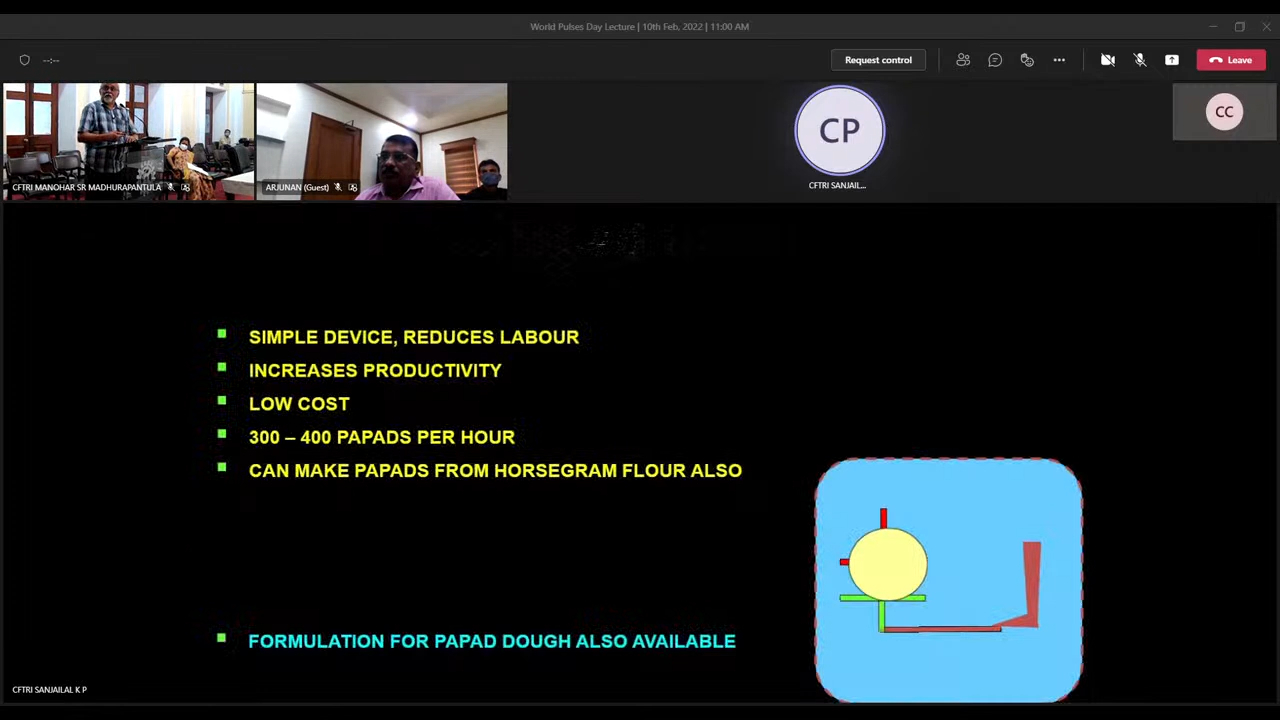 World Pulses Day Lecture | 10th Feb, 2022 | 11:00 AM
--:--
Request control
Leave
CFTRI MANOHAR SR MADHURAPANTULA
ARJUNAN (Guest)
CP
CFTRI SANJAIL...
CC
SIMPLE DEVICE, REDUCES LABOUR
INCREASES PRODUCTIVITY
LOW COST
300 – 400 PAPADS PER HOUR
CAN MAKE PAPADS FROM HORSEGRAM FLOUR ALSO
FORMULATION FOR PAPAD DOUGH ALSO AVAILABLE
CFTRI SANJAILAL K P